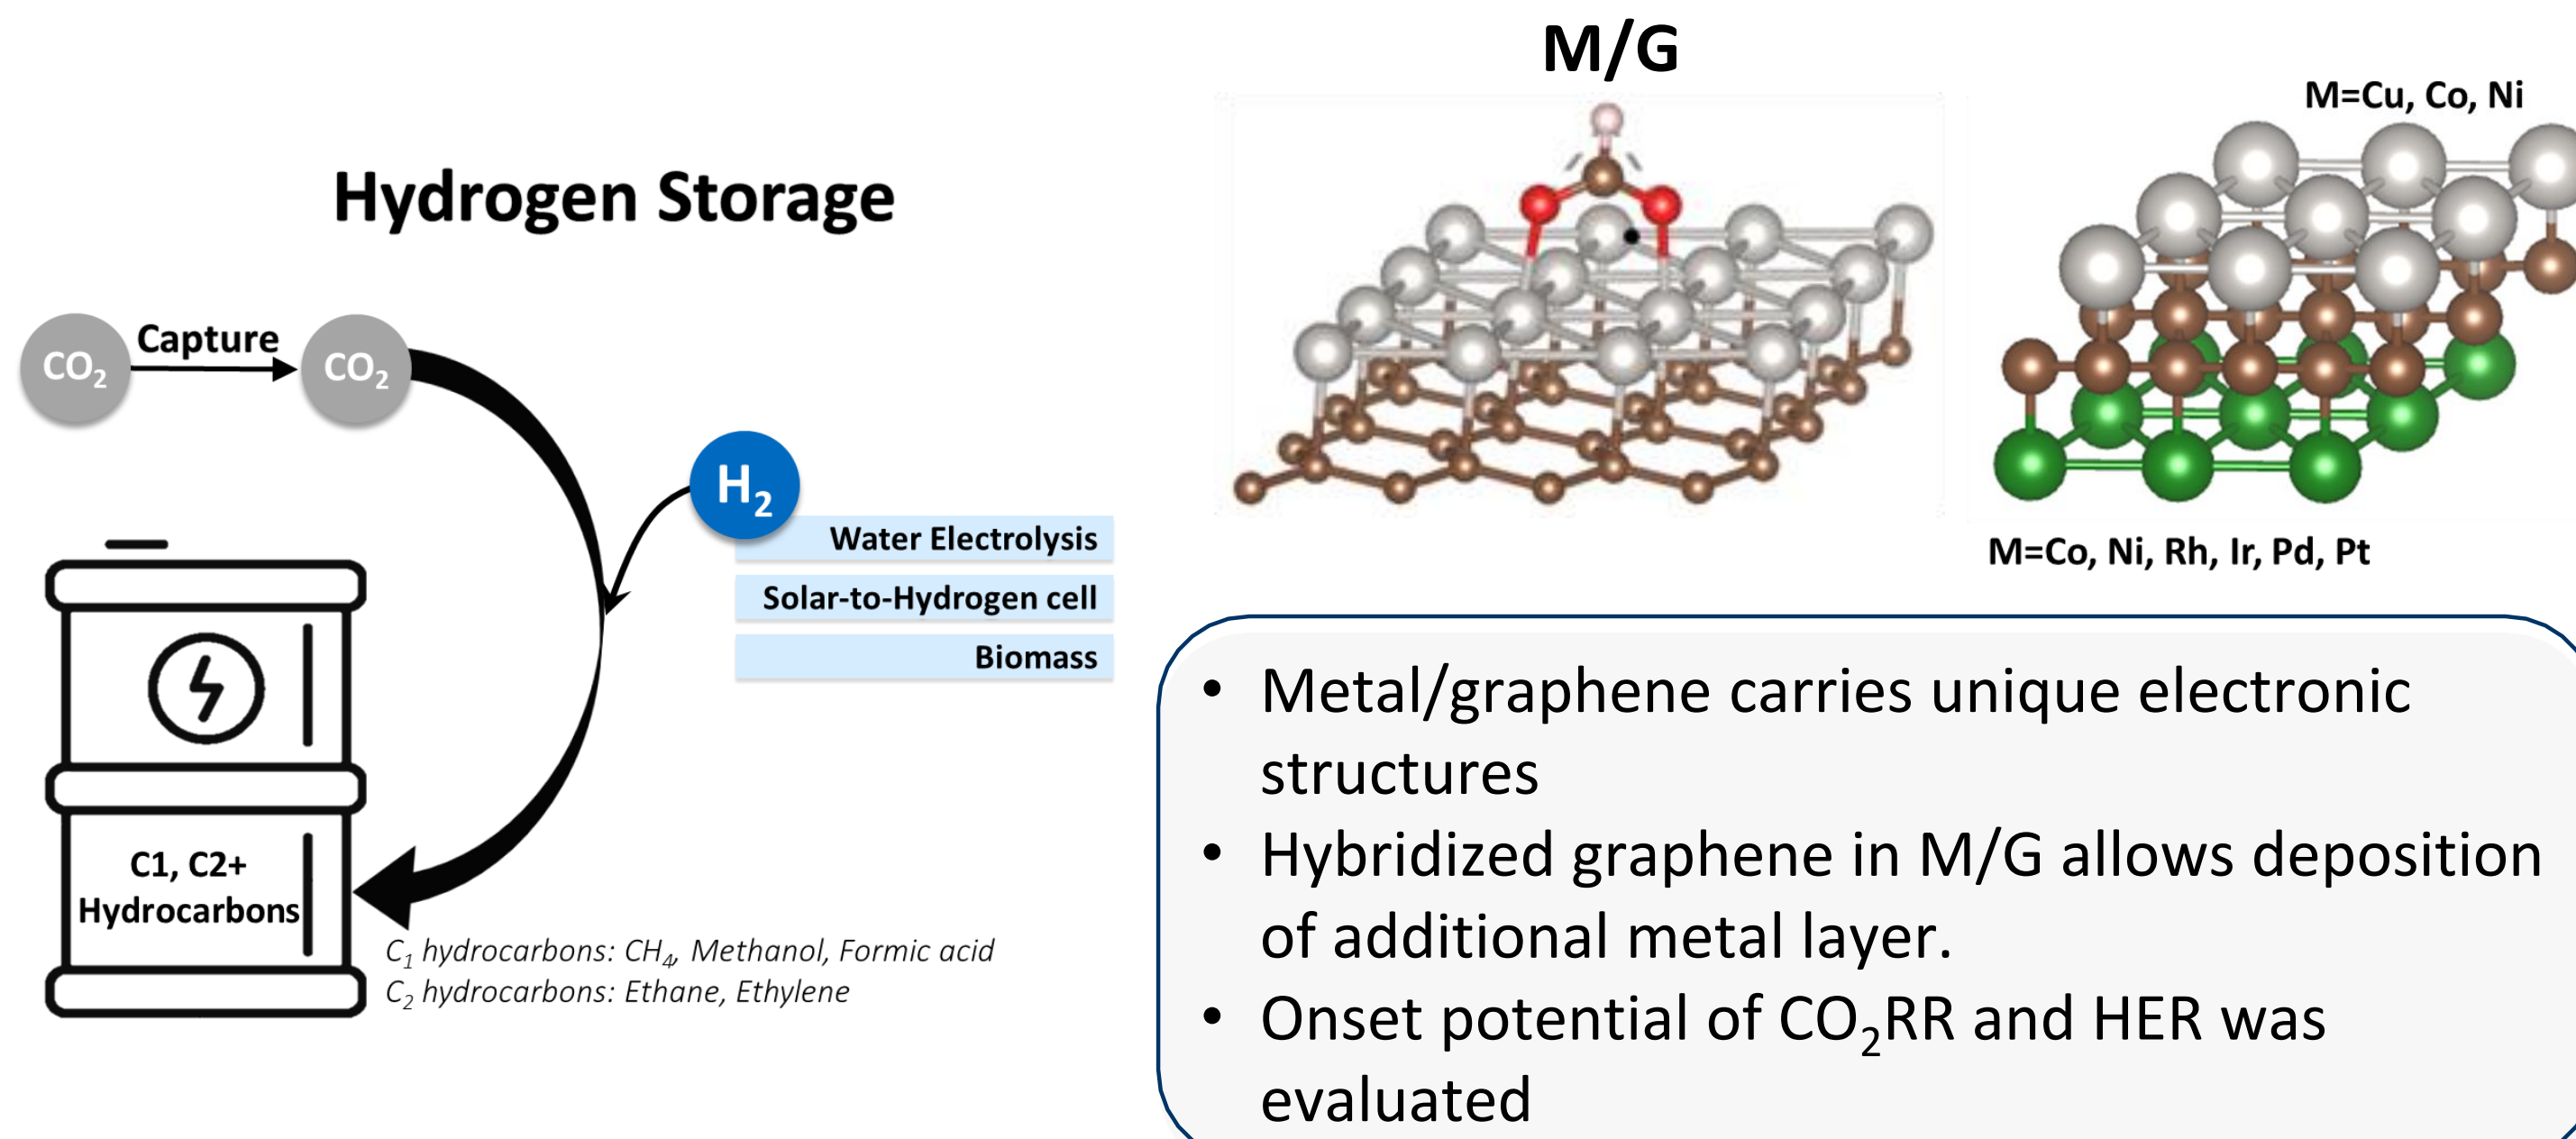 Hydrogen Storage
CO₂
Capture
CO₂
H₂
Water Electrolysis
Solar-to-Hydrogen cell
Biomass
C1, C2+
Hydrocarbons
C₁ hydrocarbons: CH₄, Methanol, Formic acid
C₂ hydrocarbons: Ethane, Ethylene
M/G
M=Cu, Co, Ni
M=Co, Ni, Rh, Ir, Pd, Pt
• Metal/graphene carries unique electronic
structures
• Hybridized graphene in M/G allows deposition
of additional metal layer.
• Onset potential of CO₂RR and HER was
evaluated